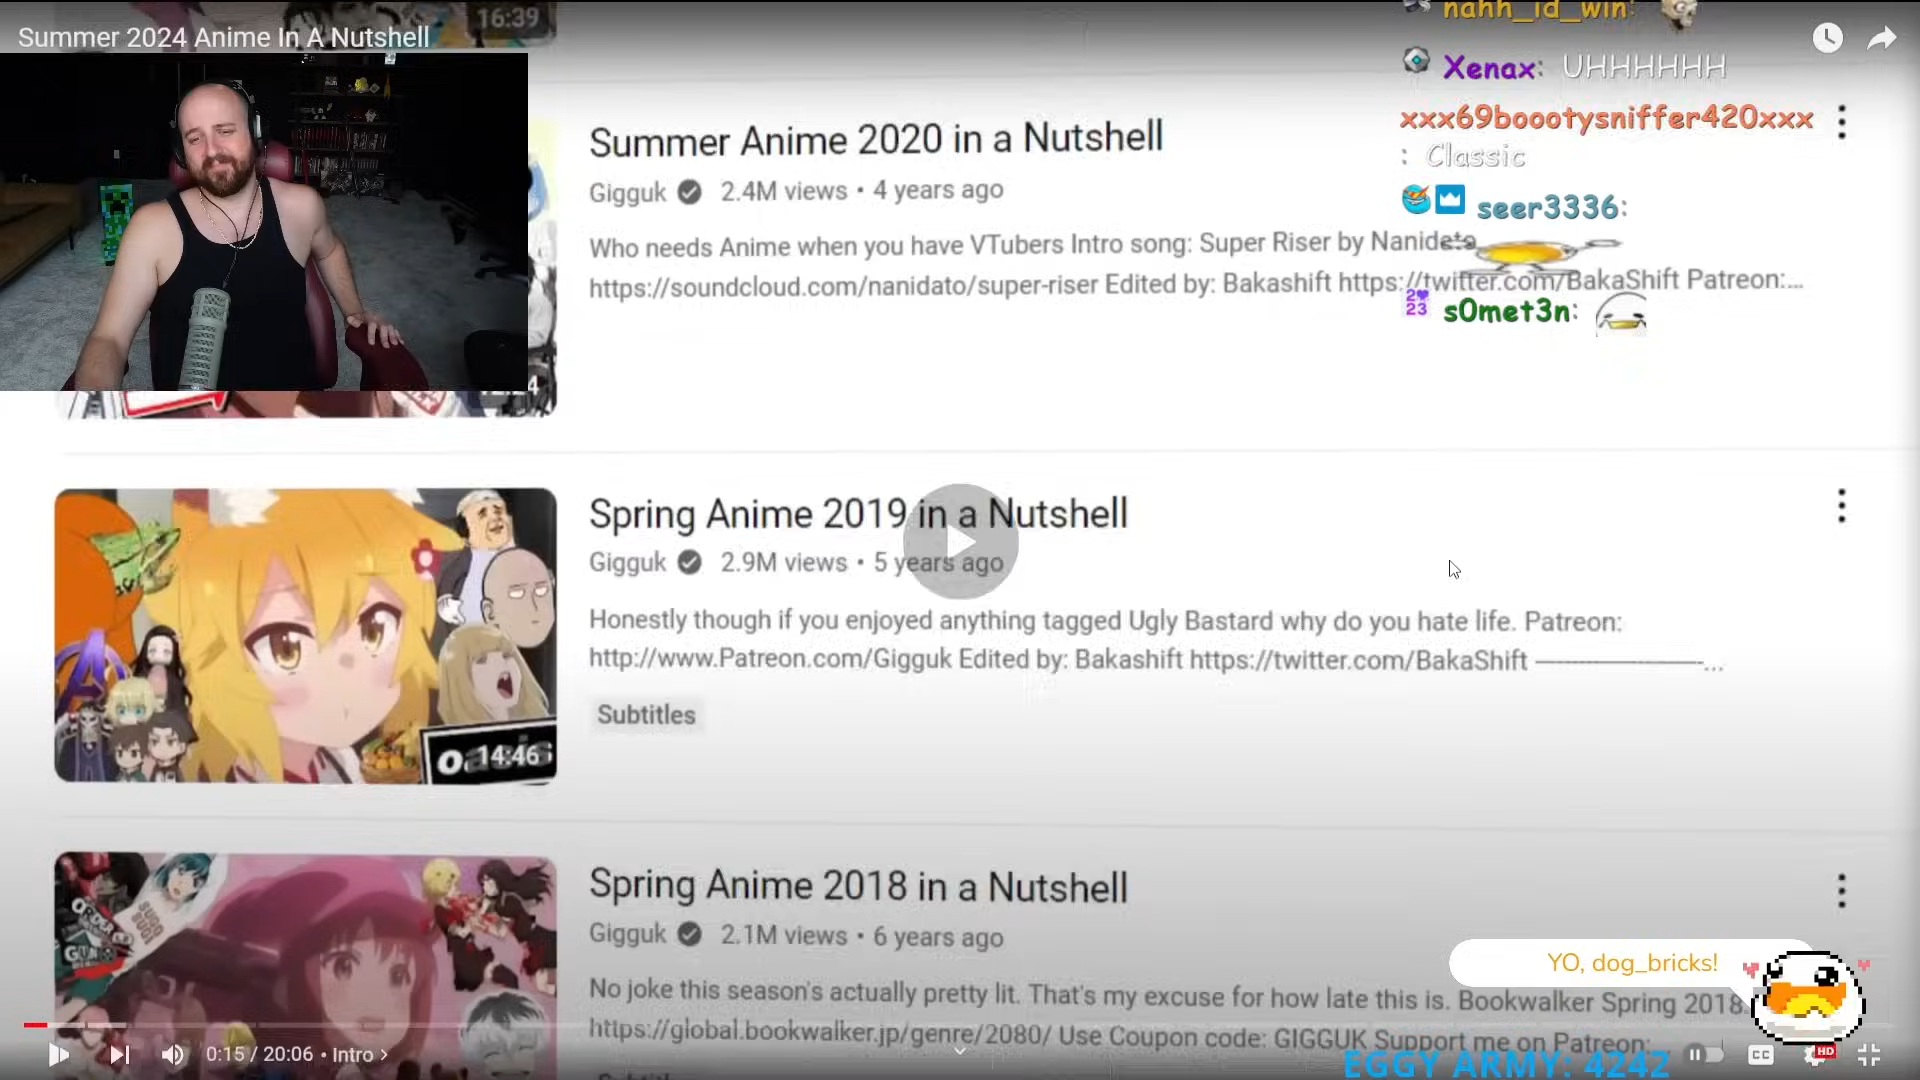 16:39
Summer 2024 Anime In A Nutshell
nahh_id_win:
Xenax: UHHHHHH
xxx69boootysniffer420xxx
: Classic
seer3336:
2 23 s0met3n:
Summer Anime 2020 in a Nutshell
Gigguk 2.4M views • 4 years ago
Who needs Anime when you have VTubers Intro song: Super Riser by Nanidato
https://soundcloud.com/nanidato/super-riser Edited by: Bakashift https://twitter.com/BakaShift Patreon:...
Spring Anime 2019 in a Nutshell
Gigguk 2.9M views • 5 years ago
Honestly though if you enjoyed anything tagged Ugly Bastard why do you hate life. Patreon:
http://www.Patreon.com/Gigguk Edited by: Bakashift https://twitter.com/BakaShift —————————...
Subtitles
14:46
Spring Anime 2018 in a Nutshell
Gigguk 2.1M views • 6 years ago
No joke this season's actually pretty lit. That's my excuse for how late this is. Bookwalker Spring 2018
https://global.bookwalker.jp/genre/2080/ Use Coupon code: GIGGUK Support me on Patreon:
YO, dog_bricks!
0:15 / 20:06 • Intro >
EGGY ARMY: 4242
CC
HD